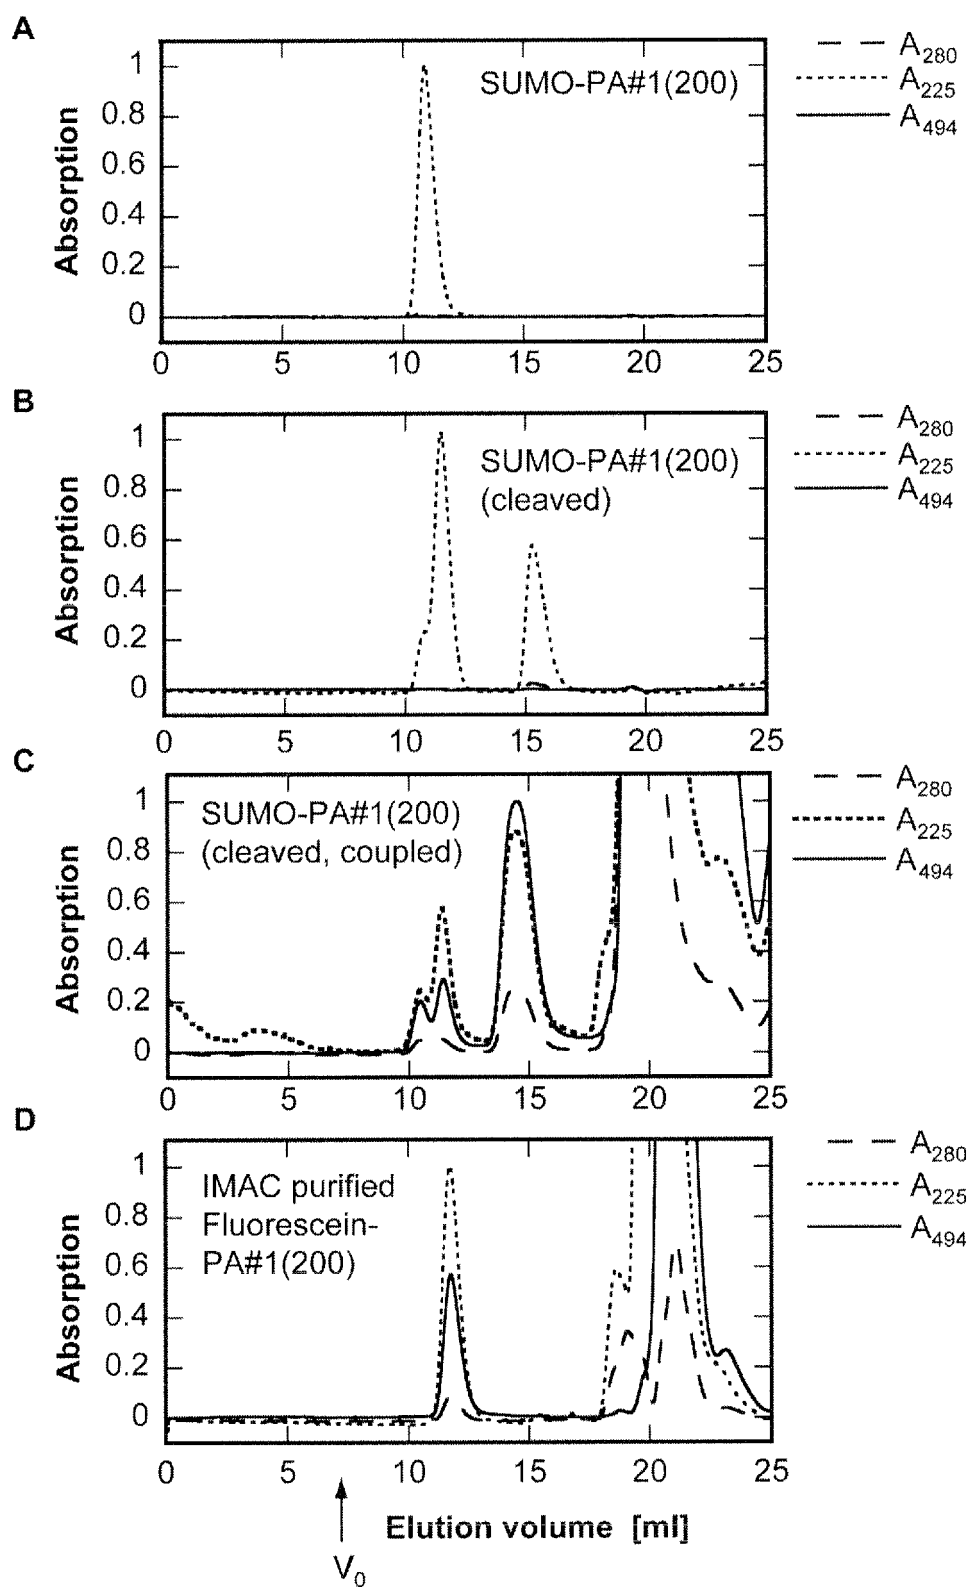 A
1
0.8
0.6
0.4
0.2
0
Absorption
SUMO-PA#1(200)
A280
A225
A494
0 5 10 15 20 25
B
1
0.8
0.6
0.4
0.2
0
Absorption
SUMO-PA#1(200)
(cleaved)
A280
A225
A494
0 5 10 15 20 25
C
1
0.8
0.6
0.4
0.2
0
Absorption
SUMO-PA#1(200)
(cleaved, coupled)
A280
A225
A494
0 5 10 15 20 25
D
1
0.8
0.6
0.4
0.2
0
Absorption
IMAC purified
Fluorescein-
PA#1(200)
A280
A225
A494
0 5 10 15 20 25
Elution volume [ml]
V0